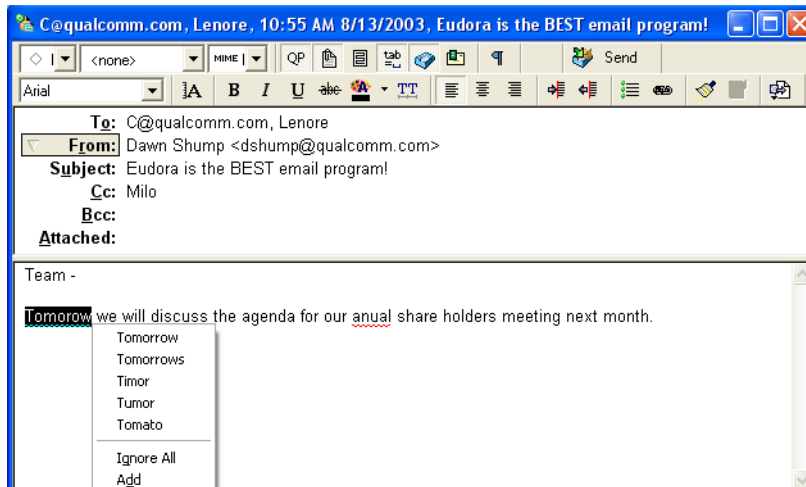 C@qualcomm.com, Lenore, 10:55 AM 8/13/2003, Eudora is the BEST email program!
<none> MIME QP tab ¶ Send
Arial A B I U abc TT
To: C@qualcomm.com, Lenore
From: Dawn Shump <dshump@qualcomm.com>
Subject: Eudora is the BEST email program!
Cc: Milo
Bcc:
Attached:
Team -
Tomorow we will discuss the agenda for our anual share holders meeting next month.
Tomorrow
Tomorrows
Timor
Tumor
Tomato
Ignore All
Add